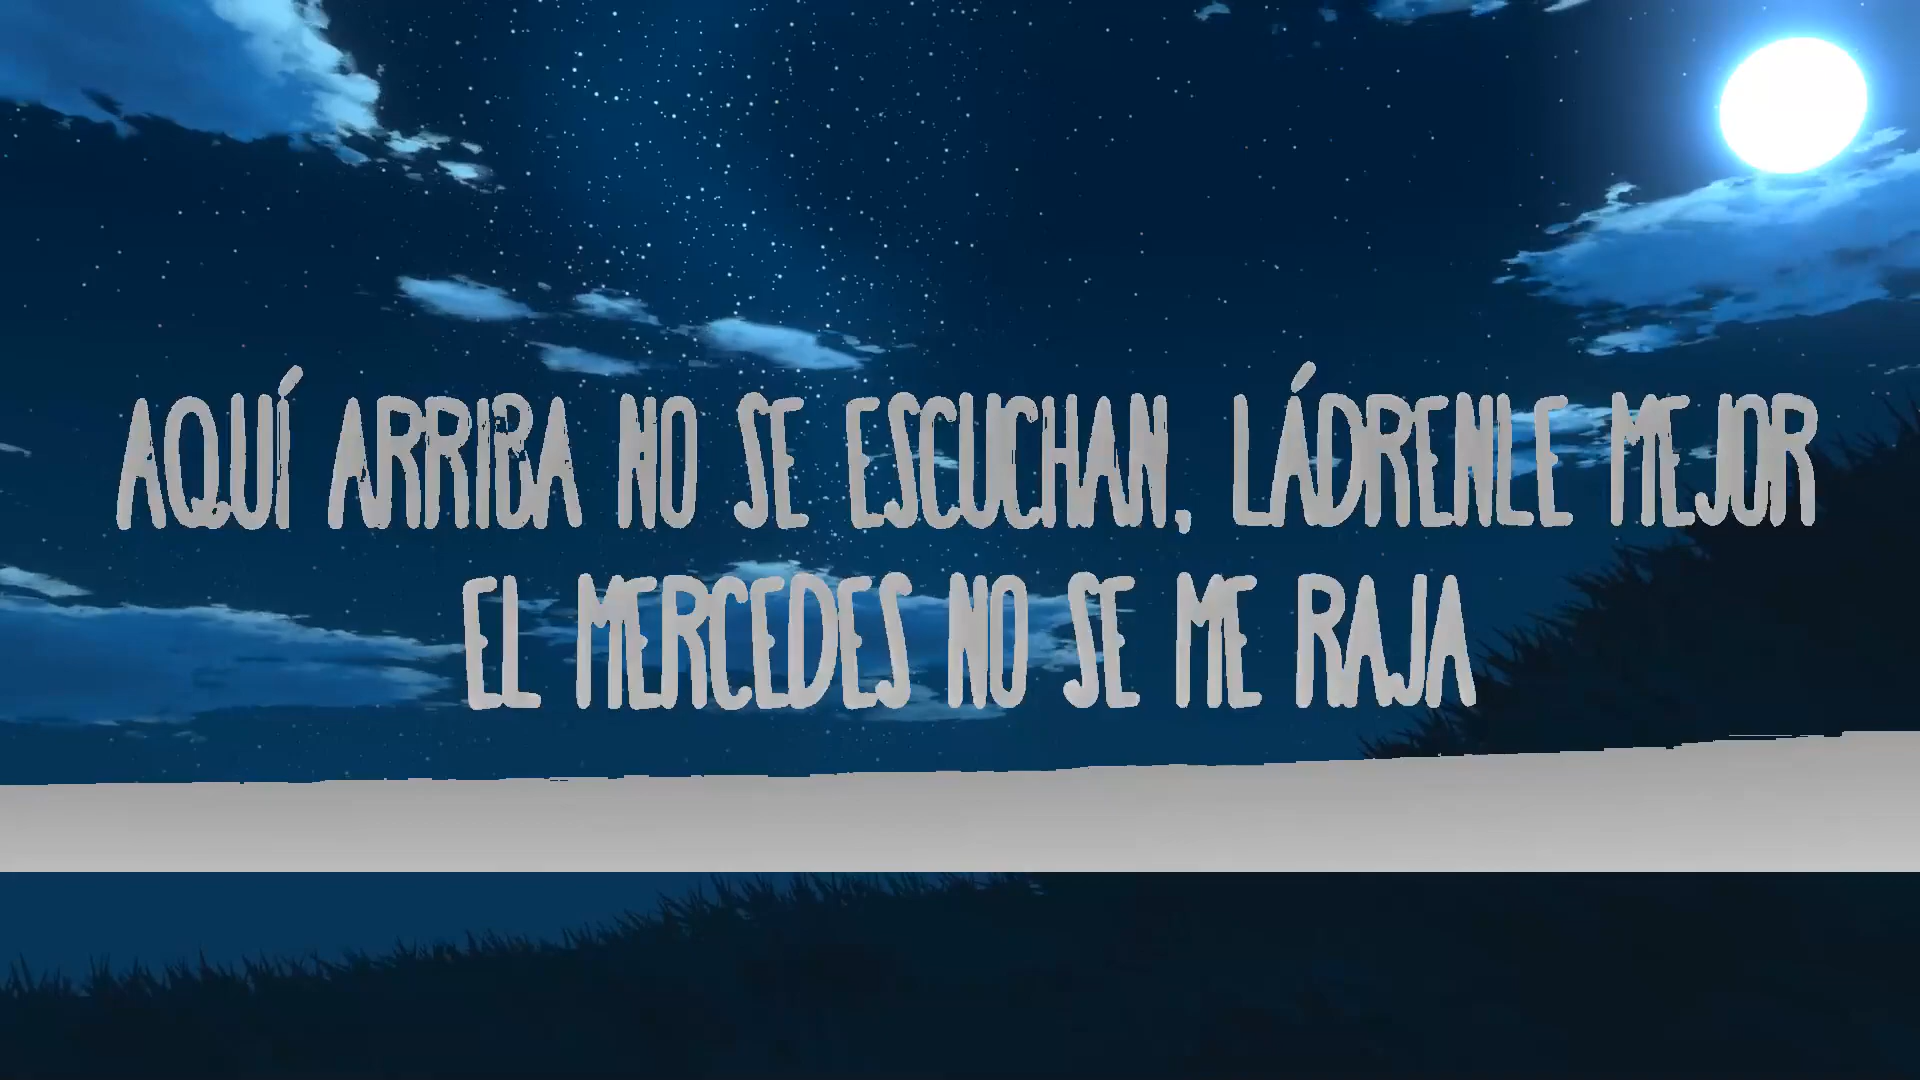 AQUÍ ARRIBA NO SE ESCUCHAN, LÁDRENLE MEJOR
EL MERCEDES NO SE ME RAJA